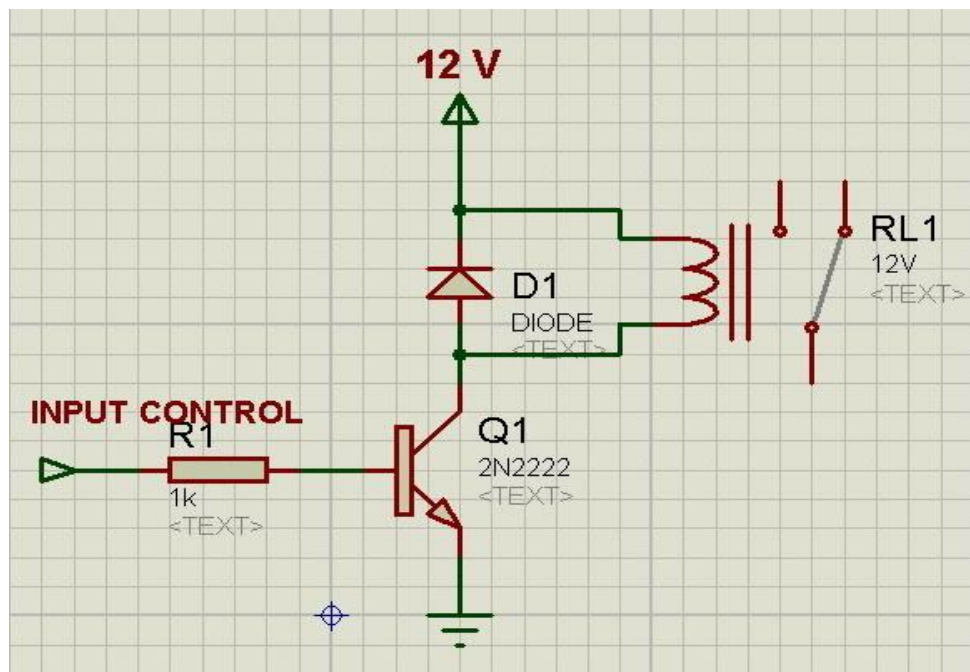 12 V
RL1
12V
<TEXT>
D1
DIODE
<TEXT>
INPUT CONTROL
R1
1k
<TEXT>
Q1
2N2222
<TEXT>